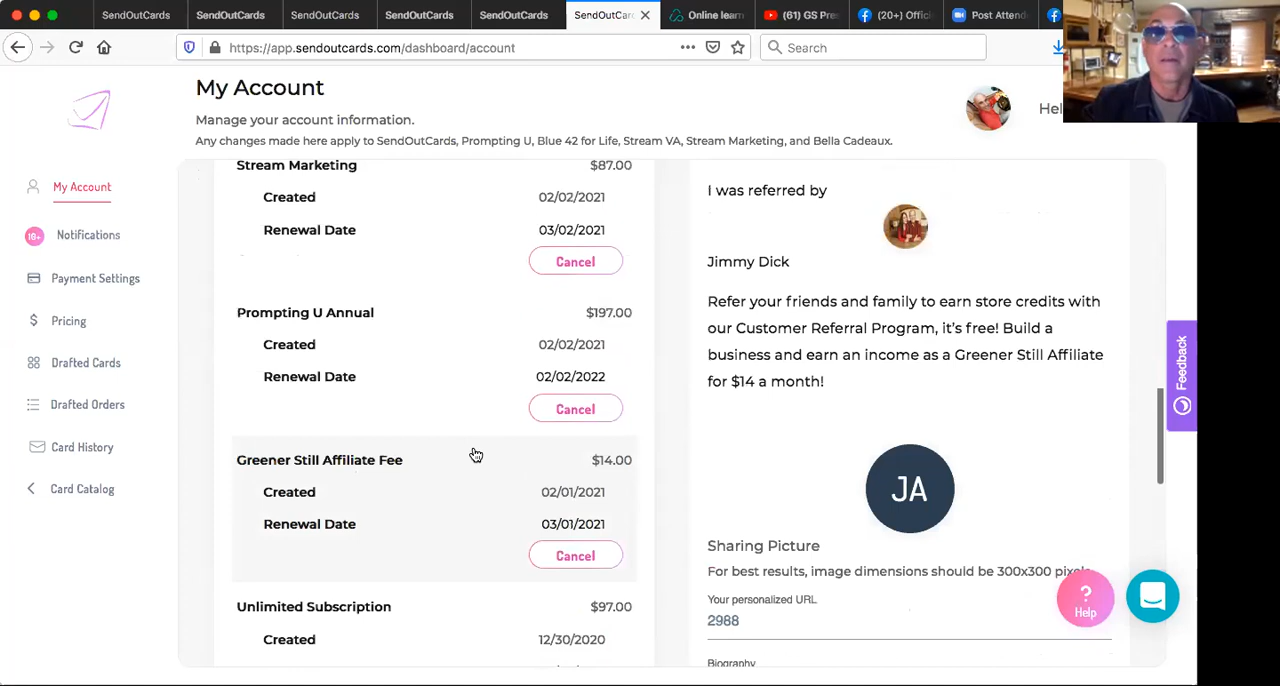 SendOutCards
SendOutCards
SendOutCards
SendOutCards
SendOutCards
SendOutCar
Online learn
(61) GS Pre
(20+) Offici
Post Attend
https://app.sendoutcards.com/dashboard/account
Search
My Account
Manage your account information.
Any changes made here apply to SendOutCards, Prompting U, Blue 42 for Life, Stream VA, Stream Marketing, and Bella Cadeaux.
Hel
My Account
16+ Notifications
Payment Settings
$ Pricing
Drafted Cards
Drafted Orders
Card History
Card Catalog
Stream Marketing $87.00
Created 02/02/2021
Renewal Date 03/02/2021
Cancel
Prompting U Annual $197.00
Created 02/02/2021
Renewal Date 02/02/2022
Cancel
Greener Still Affiliate Fee $14.00
Created 02/01/2021
Renewal Date 03/01/2021
Cancel
Unlimited Subscription $97.00
Created 12/30/2020
I was referred by
Jimmy Dick
Refer your friends and family to earn store credits with
our Customer Referral Program, it's free! Build a
business and earn an income as a Greener Still Affiliate
for $14 a month!
JA
Sharing Picture
For best results, image dimensions should be 300x300 pixels.
Your personalized URL
2988
Biography
Feedback
?
Help